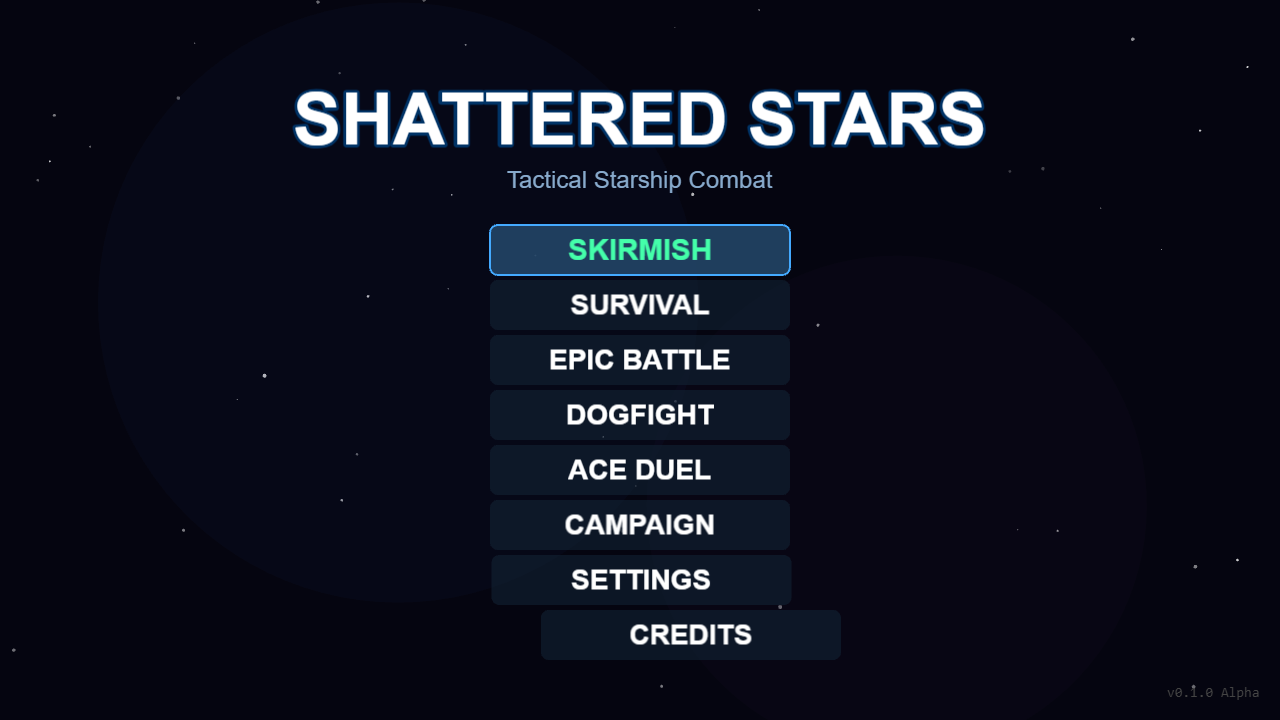 SHATTERED STARS
Tactical Starship Combat
SKIRMISH
SURVIVAL
EPIC BATTLE
DOGFIGHT
ACE DUEL
CAMPAIGN
SETTINGS
CREDITS
v0.1.0 Alpha